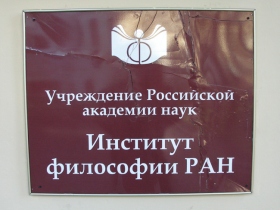 Учреждение Российской
академии наук
Институт
философии РАН